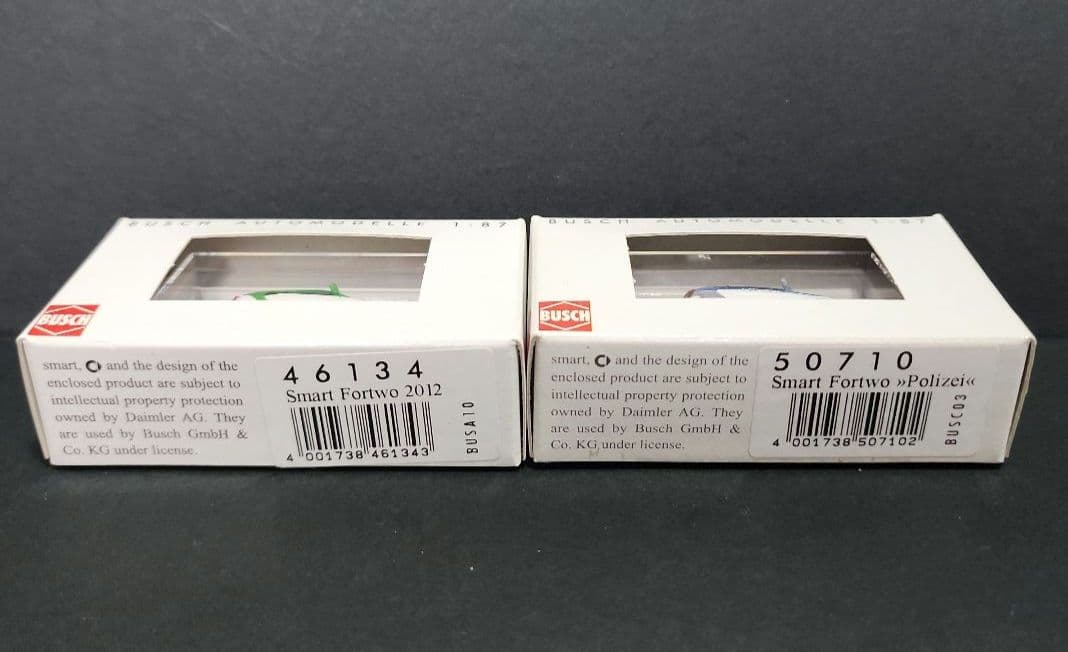 BUSCH AUTOMODELLE 1:87
BUSCH
smart, and the design of the
enclosed product are subject to
intellectual property protection
owned by Daimler AG. They
are used by Busch GmbH &
Co. KG under license.
46134
Smart Fortwo 2012
4 001738 461343
BUSA10
BUSCH AUTOMODELLE 1:87
BUSCH
smart, and the design of the
enclosed product are subject to
intellectual property protection
owned by Daimler AG. They
are used by Busch GmbH &
Co. KG under license.
50710
Smart Fortwo »Polizei«
4 001738 507102
BUSC03